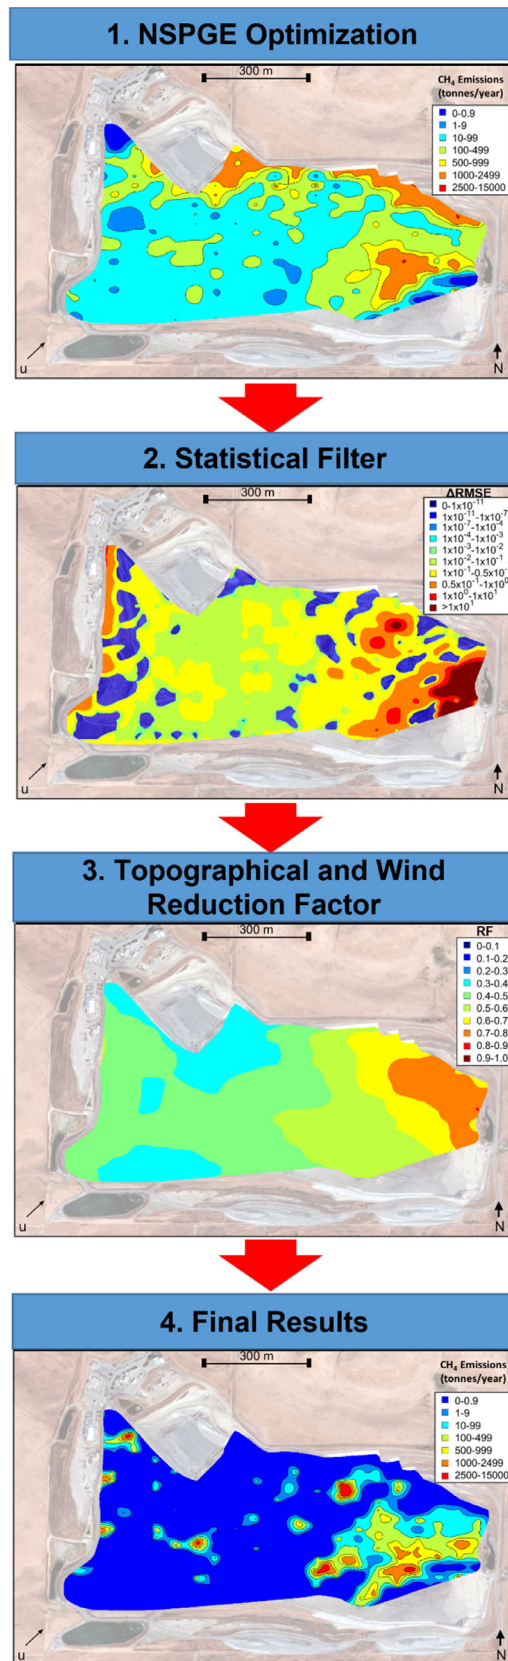 1. NSPGE Optimization
300 m
CH₄ Emissions
(tonnes/year)
0-0.9
1-9
10-99
100-499
500-999
1000-2499
2500-15000
u
N
2. Statistical Filter
300 m
ΔRMSE
0-1x10⁻¹¹
1x10⁻¹¹-1x10⁻⁷
1x10⁻⁷-1x10⁻⁴
1x10⁻⁴-1x10⁻³
1x10⁻³-1x10⁻²
1x10⁻²-1x10⁻¹
1x10⁻¹-0.5x10⁻
0.5x10⁻¹-1x10⁰
1x10⁰-1x10¹
>1x10¹
u
N
3. Topographical and Wind
Reduction Factor
300 m
RF
0-0.1
0.1-0.2
0.2-0.3
0.3-0.4
0.4-0.5
0.5-0.6
0.6-0.7
0.7-0.8
0.8-0.9
0.9-1.0
u
N
4. Final Results
300 m
CH₄ Emissions
(tonnes/year)
0-0.9
1-9
10-99
100-499
500-999
1000-2499
2500-15000
u
N